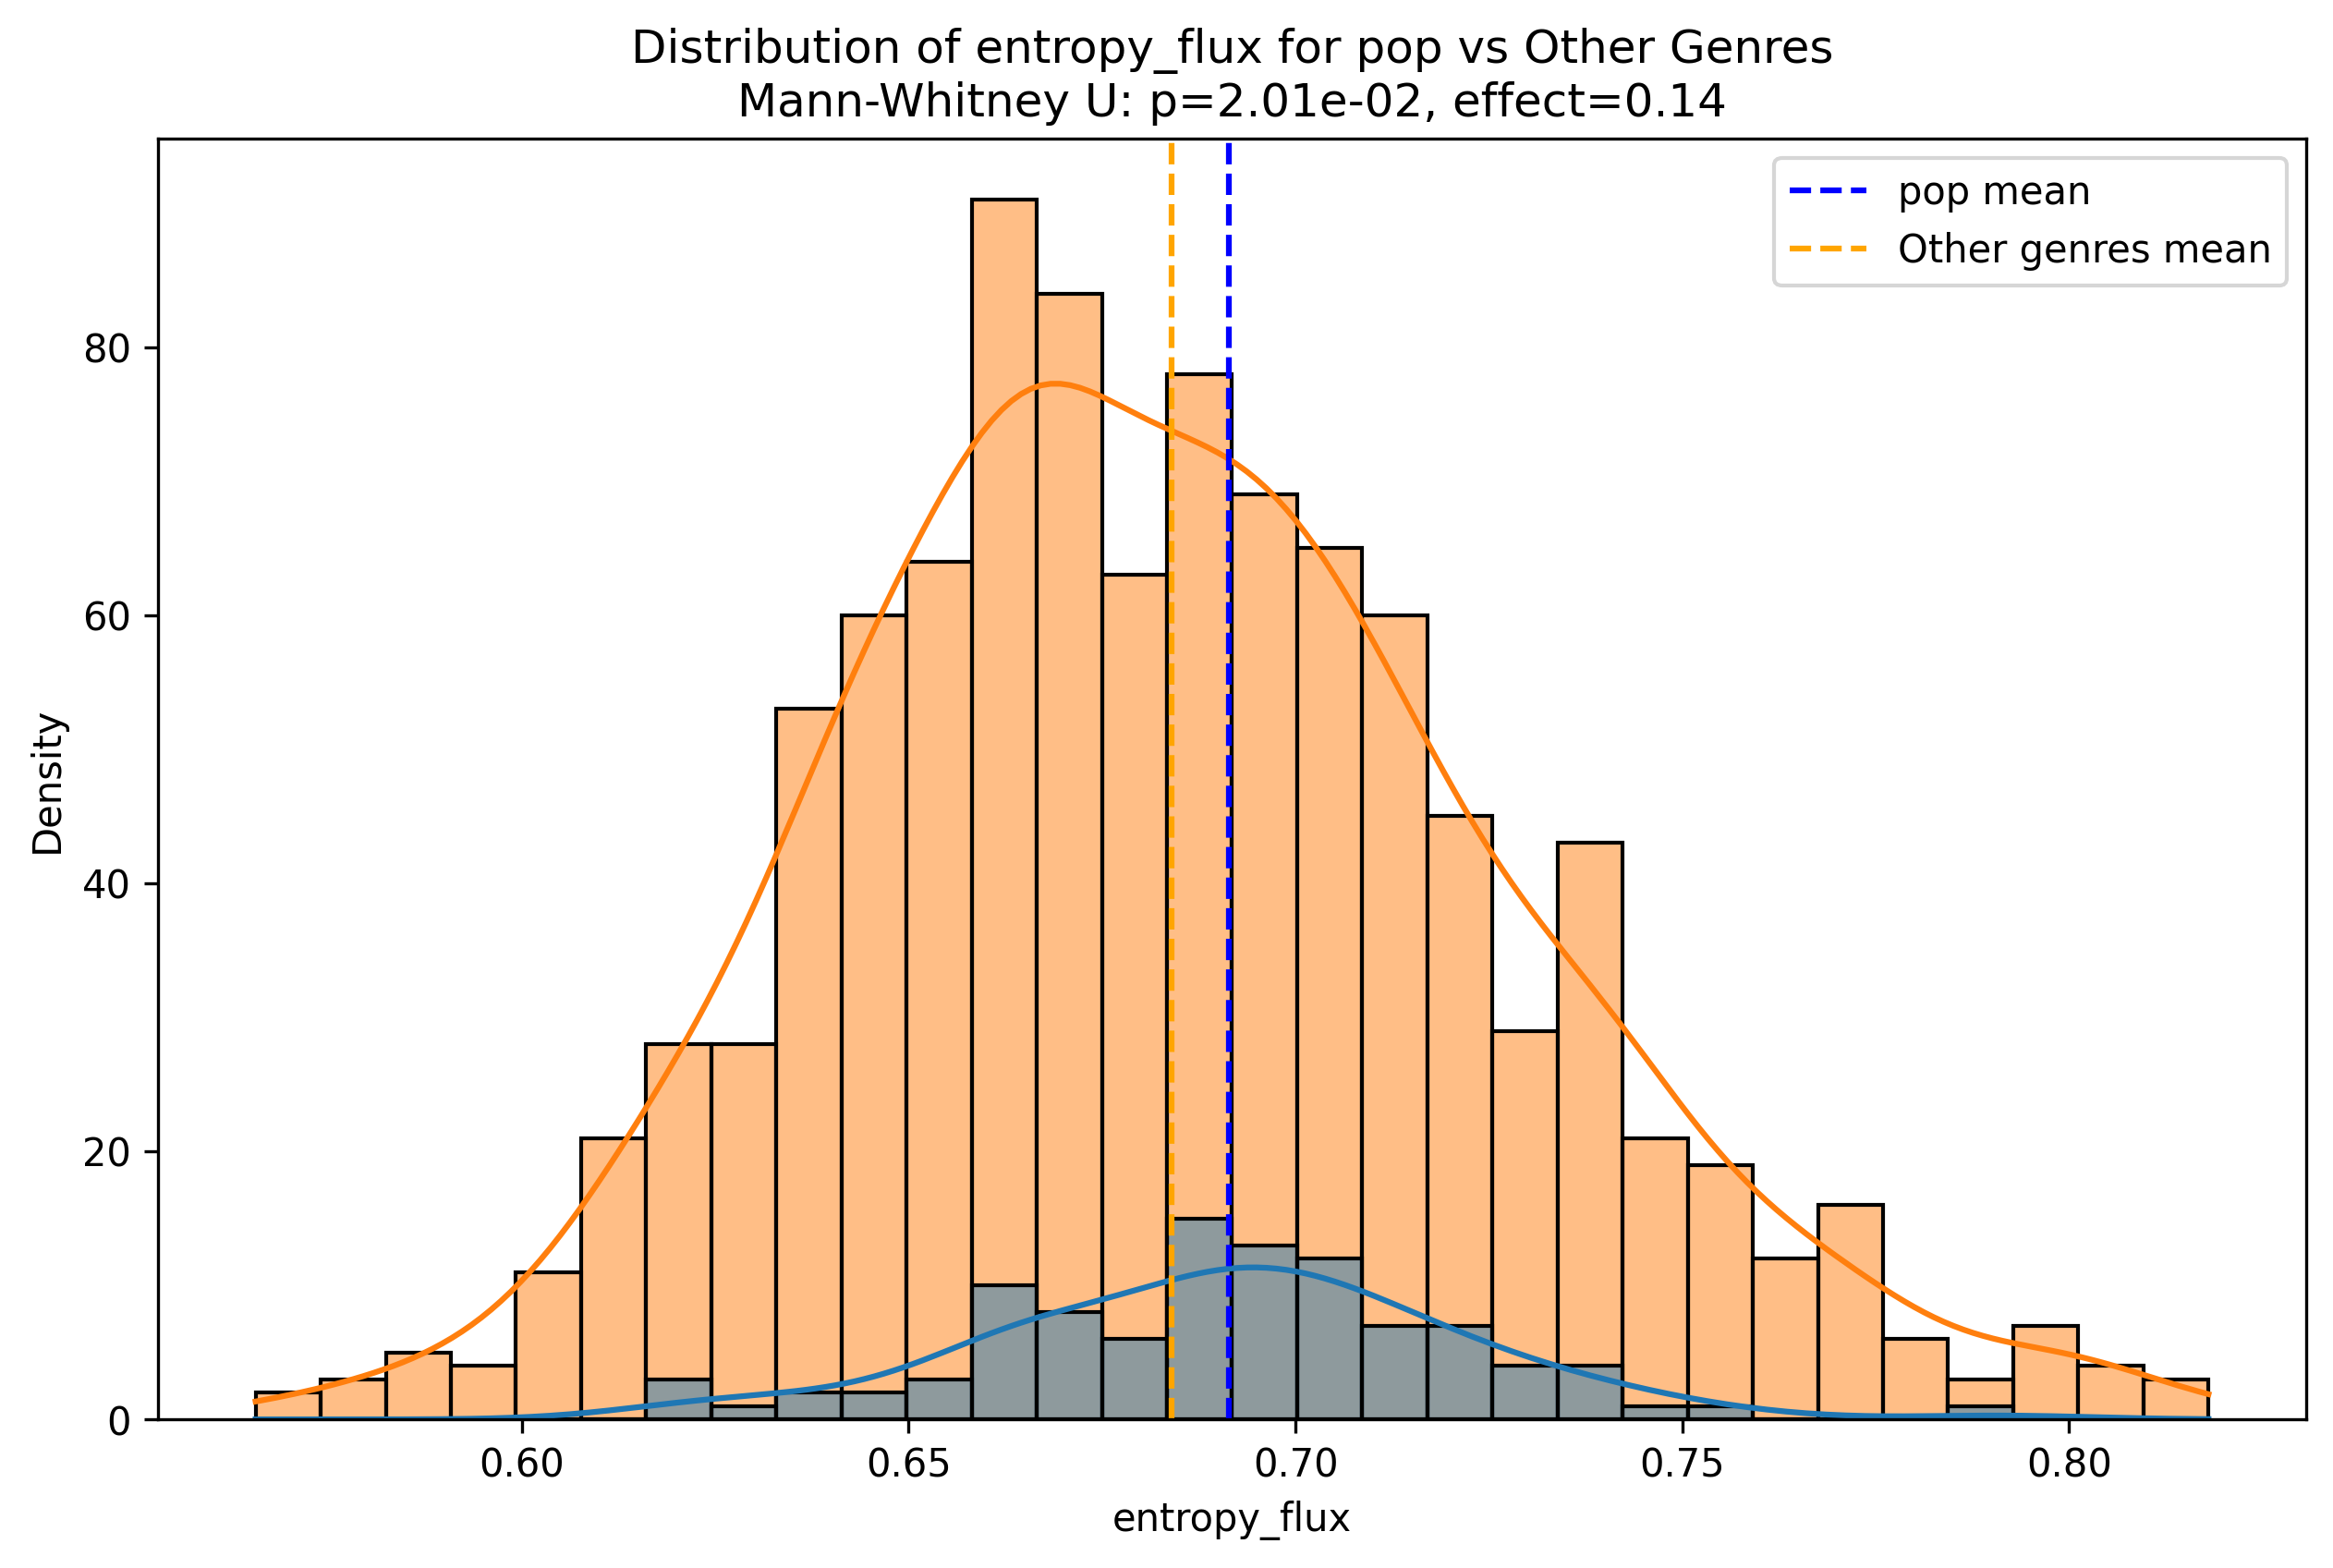 Distribution of entropy_flux for pop vs Other Genres
Mann-Whitney U: p=2.01e-02, effect=0.14
pop mean
Other genres mean
Density
80
60
40
20
0
0.60 0.65 0.70 0.75 0.80
entropy_flux